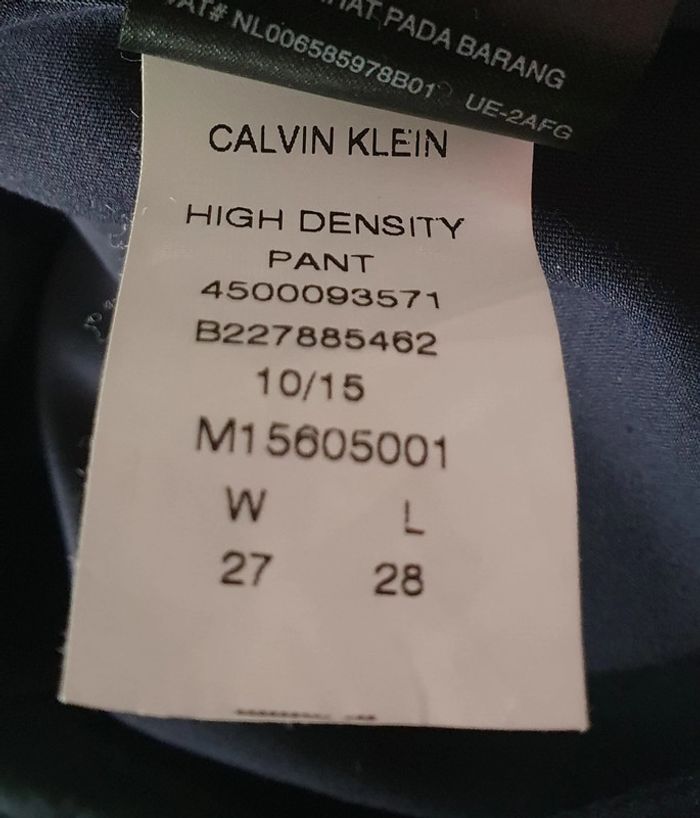 PADA BARANG
VAT# NL006585978B01 UE-2AFG
CALVIN KLEIN
HIGH DENSITY
PANT
4500093571
B227885462
10/15
M15605001
W L
27 28